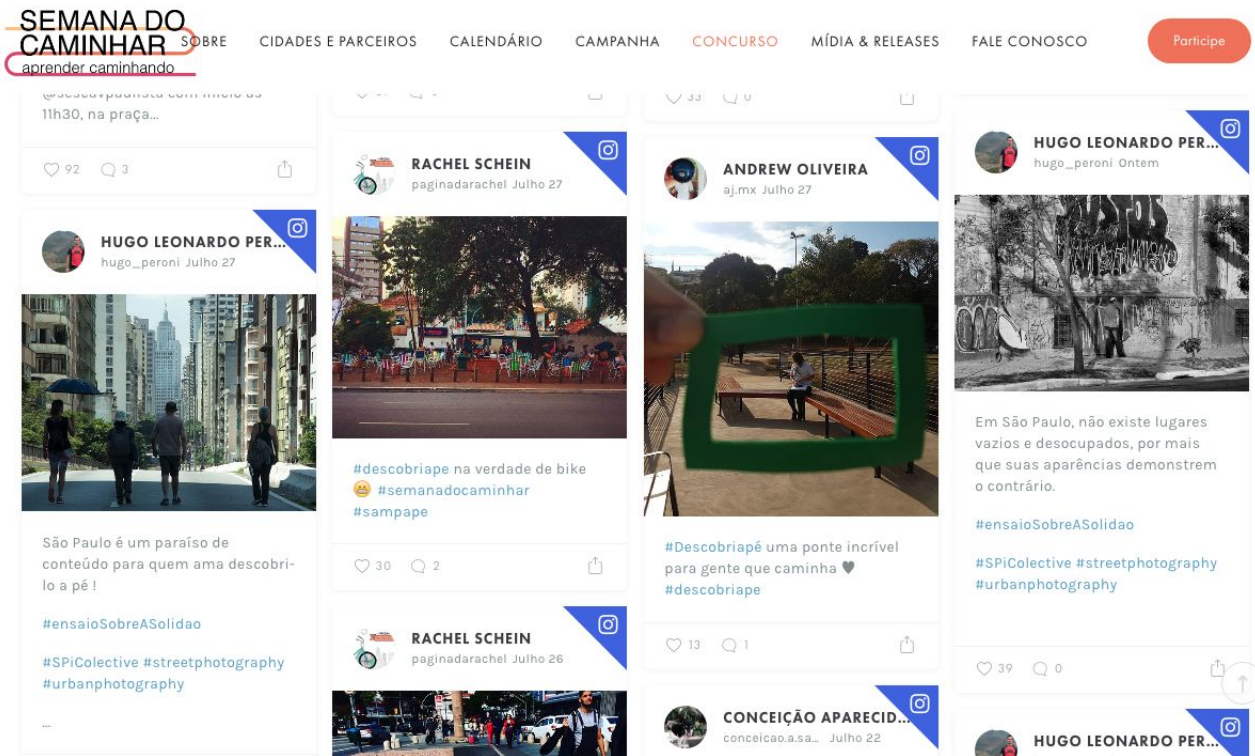 SEMANA DO
CAMINHAR
aprender caminhando
SOBRE
CIDADES E PARCEIROS
CALENDÁRIO
CAMPANHA
CONCURSO
MÍDIA & RELEASES
FALE CONOSCO
Participe
11h30, na praça...
92 3
HUGO LEONARDO PER...
hugo_peroni Julho 27
São Paulo é um paraíso de
conteúdo para quem ama descobri-
lo a pé !
#ensaioSobreASolidao
#SPiColective #streetphotography
#urbanphotography
...
RACHEL SCHEIN
paginadarachel Julho 27
#descobriape na verdade de bike
😬 #semanadocaminhar
#sampape
30 2
RACHEL SCHEIN
paginadarachel Julho 26
33 0
ANDREW OLIVEIRA
aj.mx Julho 27
#Descobriapé uma ponte incrível
para gente que caminha ♥
#descobriape
13 1
CONCEIÇÃO APARECID...
conceicao.a.sa... Julho 22
HUGO LEONARDO PER...
hugo_peroni Ontem
Em São Paulo, não existe lugares
vazios e desocupados, por mais
que suas aparências demonstrem
o contrário.
#ensaioSobreASolidao
#SPiColective #streetphotography
#urbanphotography
39 0
HUGO LEONARDO PER...